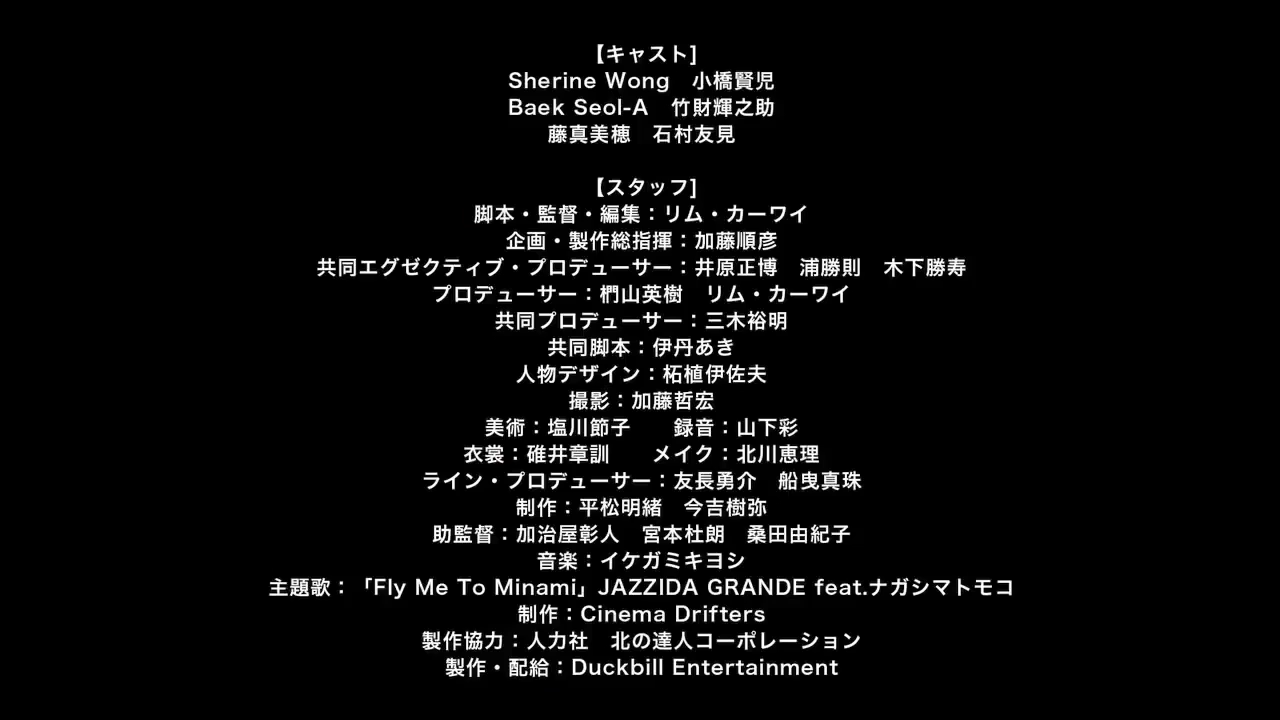 【キャスト]
Sherine Wong　小橋賢児
Baek Seol-A　竹財輝之助
藤真美穂　石村友見
【スタッフ]
脚本・監督・編集：リム・カーワイ
企画・製作総指揮：加藤順彦
共同エグゼクティブ・プロデューサー：井原正博　浦勝則　木下勝寿
プロデューサー：椚山英樹　リム・カーワイ
共同プロデューサー：三木裕明
共同脚本：伊丹あき
人物デザイン：柘植伊佐夫
撮影：加藤哲宏
美術：塩川節子　　録音：山下彩
衣裳：碓井章訓　　メイク：北川恵理
ライン・プロデューサー：友長勇介　船曳真珠
制作：平松明緒　今吉樹弥
助監督：加治屋彰人　宮本杜朗　桑田由紀子
音楽：イケガミキヨシ
主題歌：「Fly Me To Minami」JAZZIDA GRANDE feat.ナガシマトモコ
制作：Cinema Drifters
製作協力：人力社　北の達人コーポレーション
製作・配給：Duckbill Entertainment